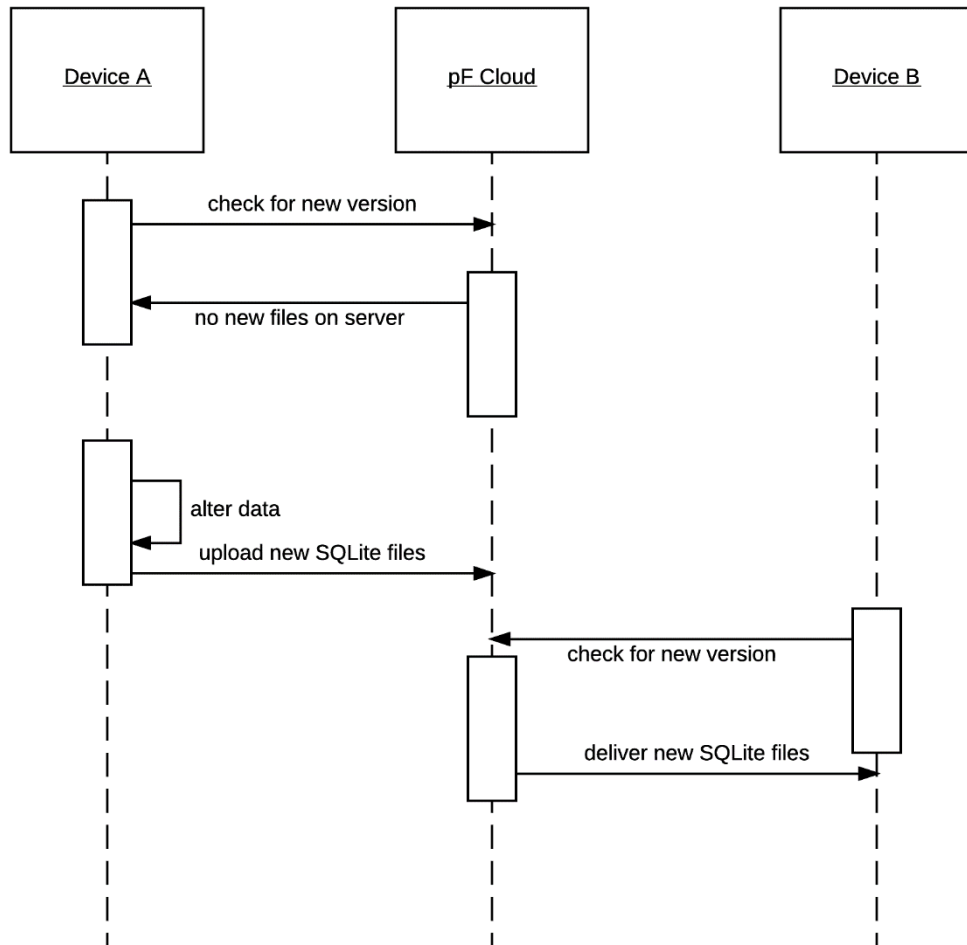 Device A
pF Cloud
Device B
check for new version
no new files on server
alter data
upload new SQLite files
check for new version
deliver new SQLite files